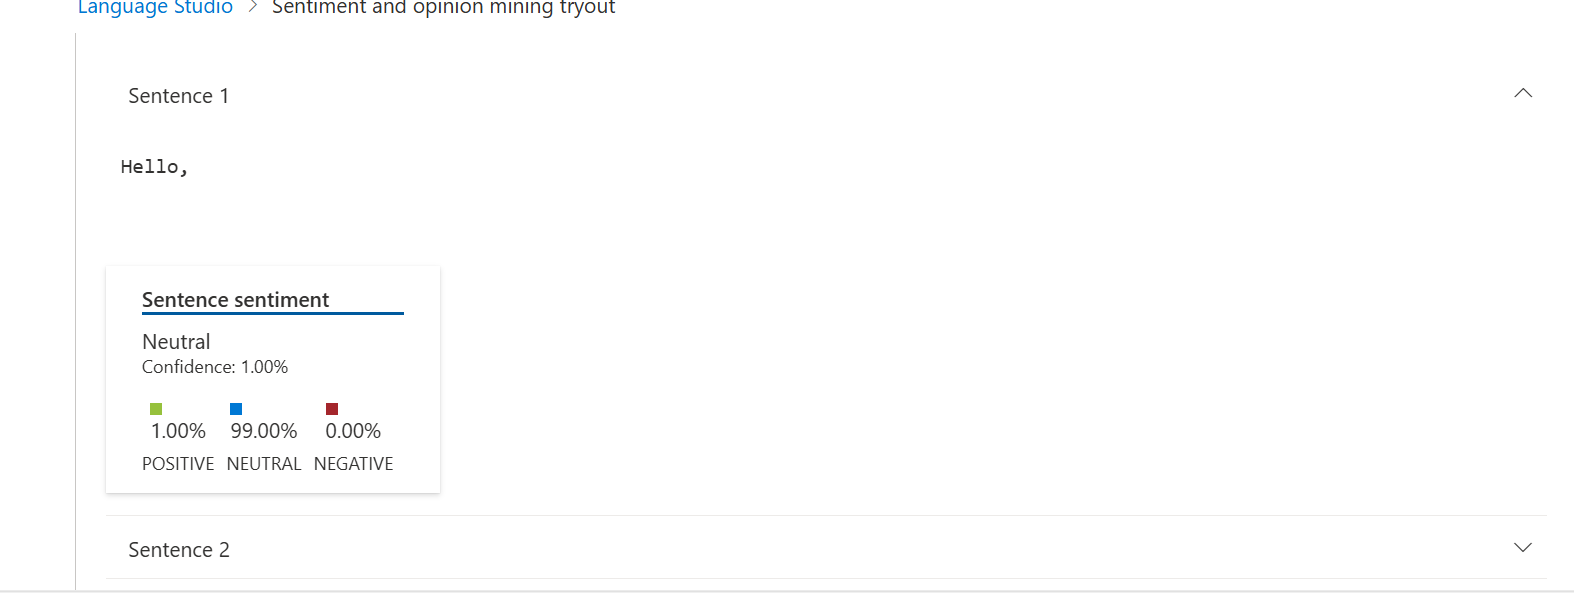 Language Studio > Sentiment and opinion mining tryout
Sentence 1
Hello,
Sentence sentiment
Neutral
Confidence: 1.00%
1.00% 99.00% 0.00%
POSITIVE NEUTRAL NEGATIVE
Sentence 2